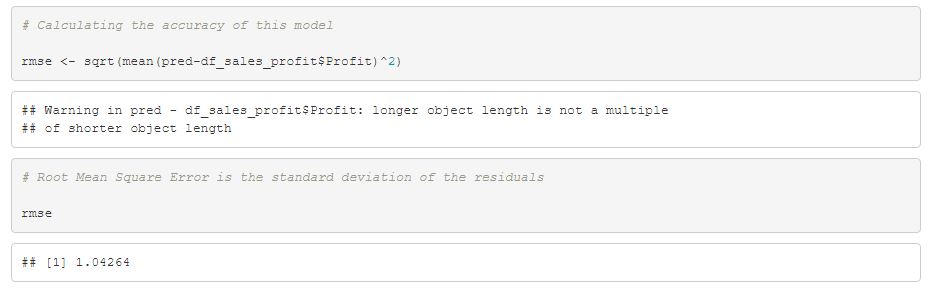 # Calculating the accuracy of this model
rmse <- sqrt(mean(pred-df_sales_profit$Profit)^2)
## Warning in pred - df_sales_profit$Profit: longer object length is not a multiple
## of shorter object length
# Root Mean Square Error is the standard deviation of the residuals
rmse
## [1] 1.04264